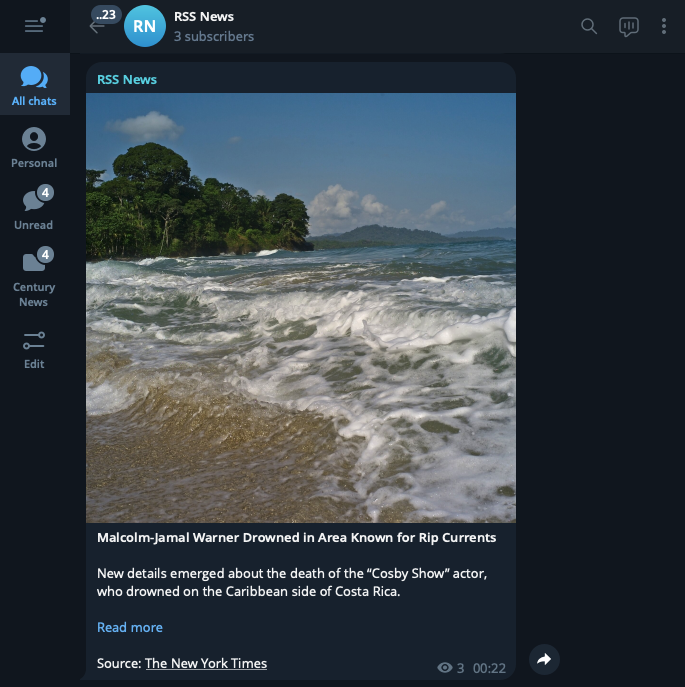 ..23
RN
RSS News
3 subscribers
All chats
Personal
4
Unread
4
Century
News
Edit
RSS News
Malcolm-Jamal Warner Drowned in Area Known for Rip Currents
New details emerged about the death of the “Cosby Show” actor,
who drowned on the Caribbean side of Costa Rica.
Read more
Source: The New York Times
3 00:22